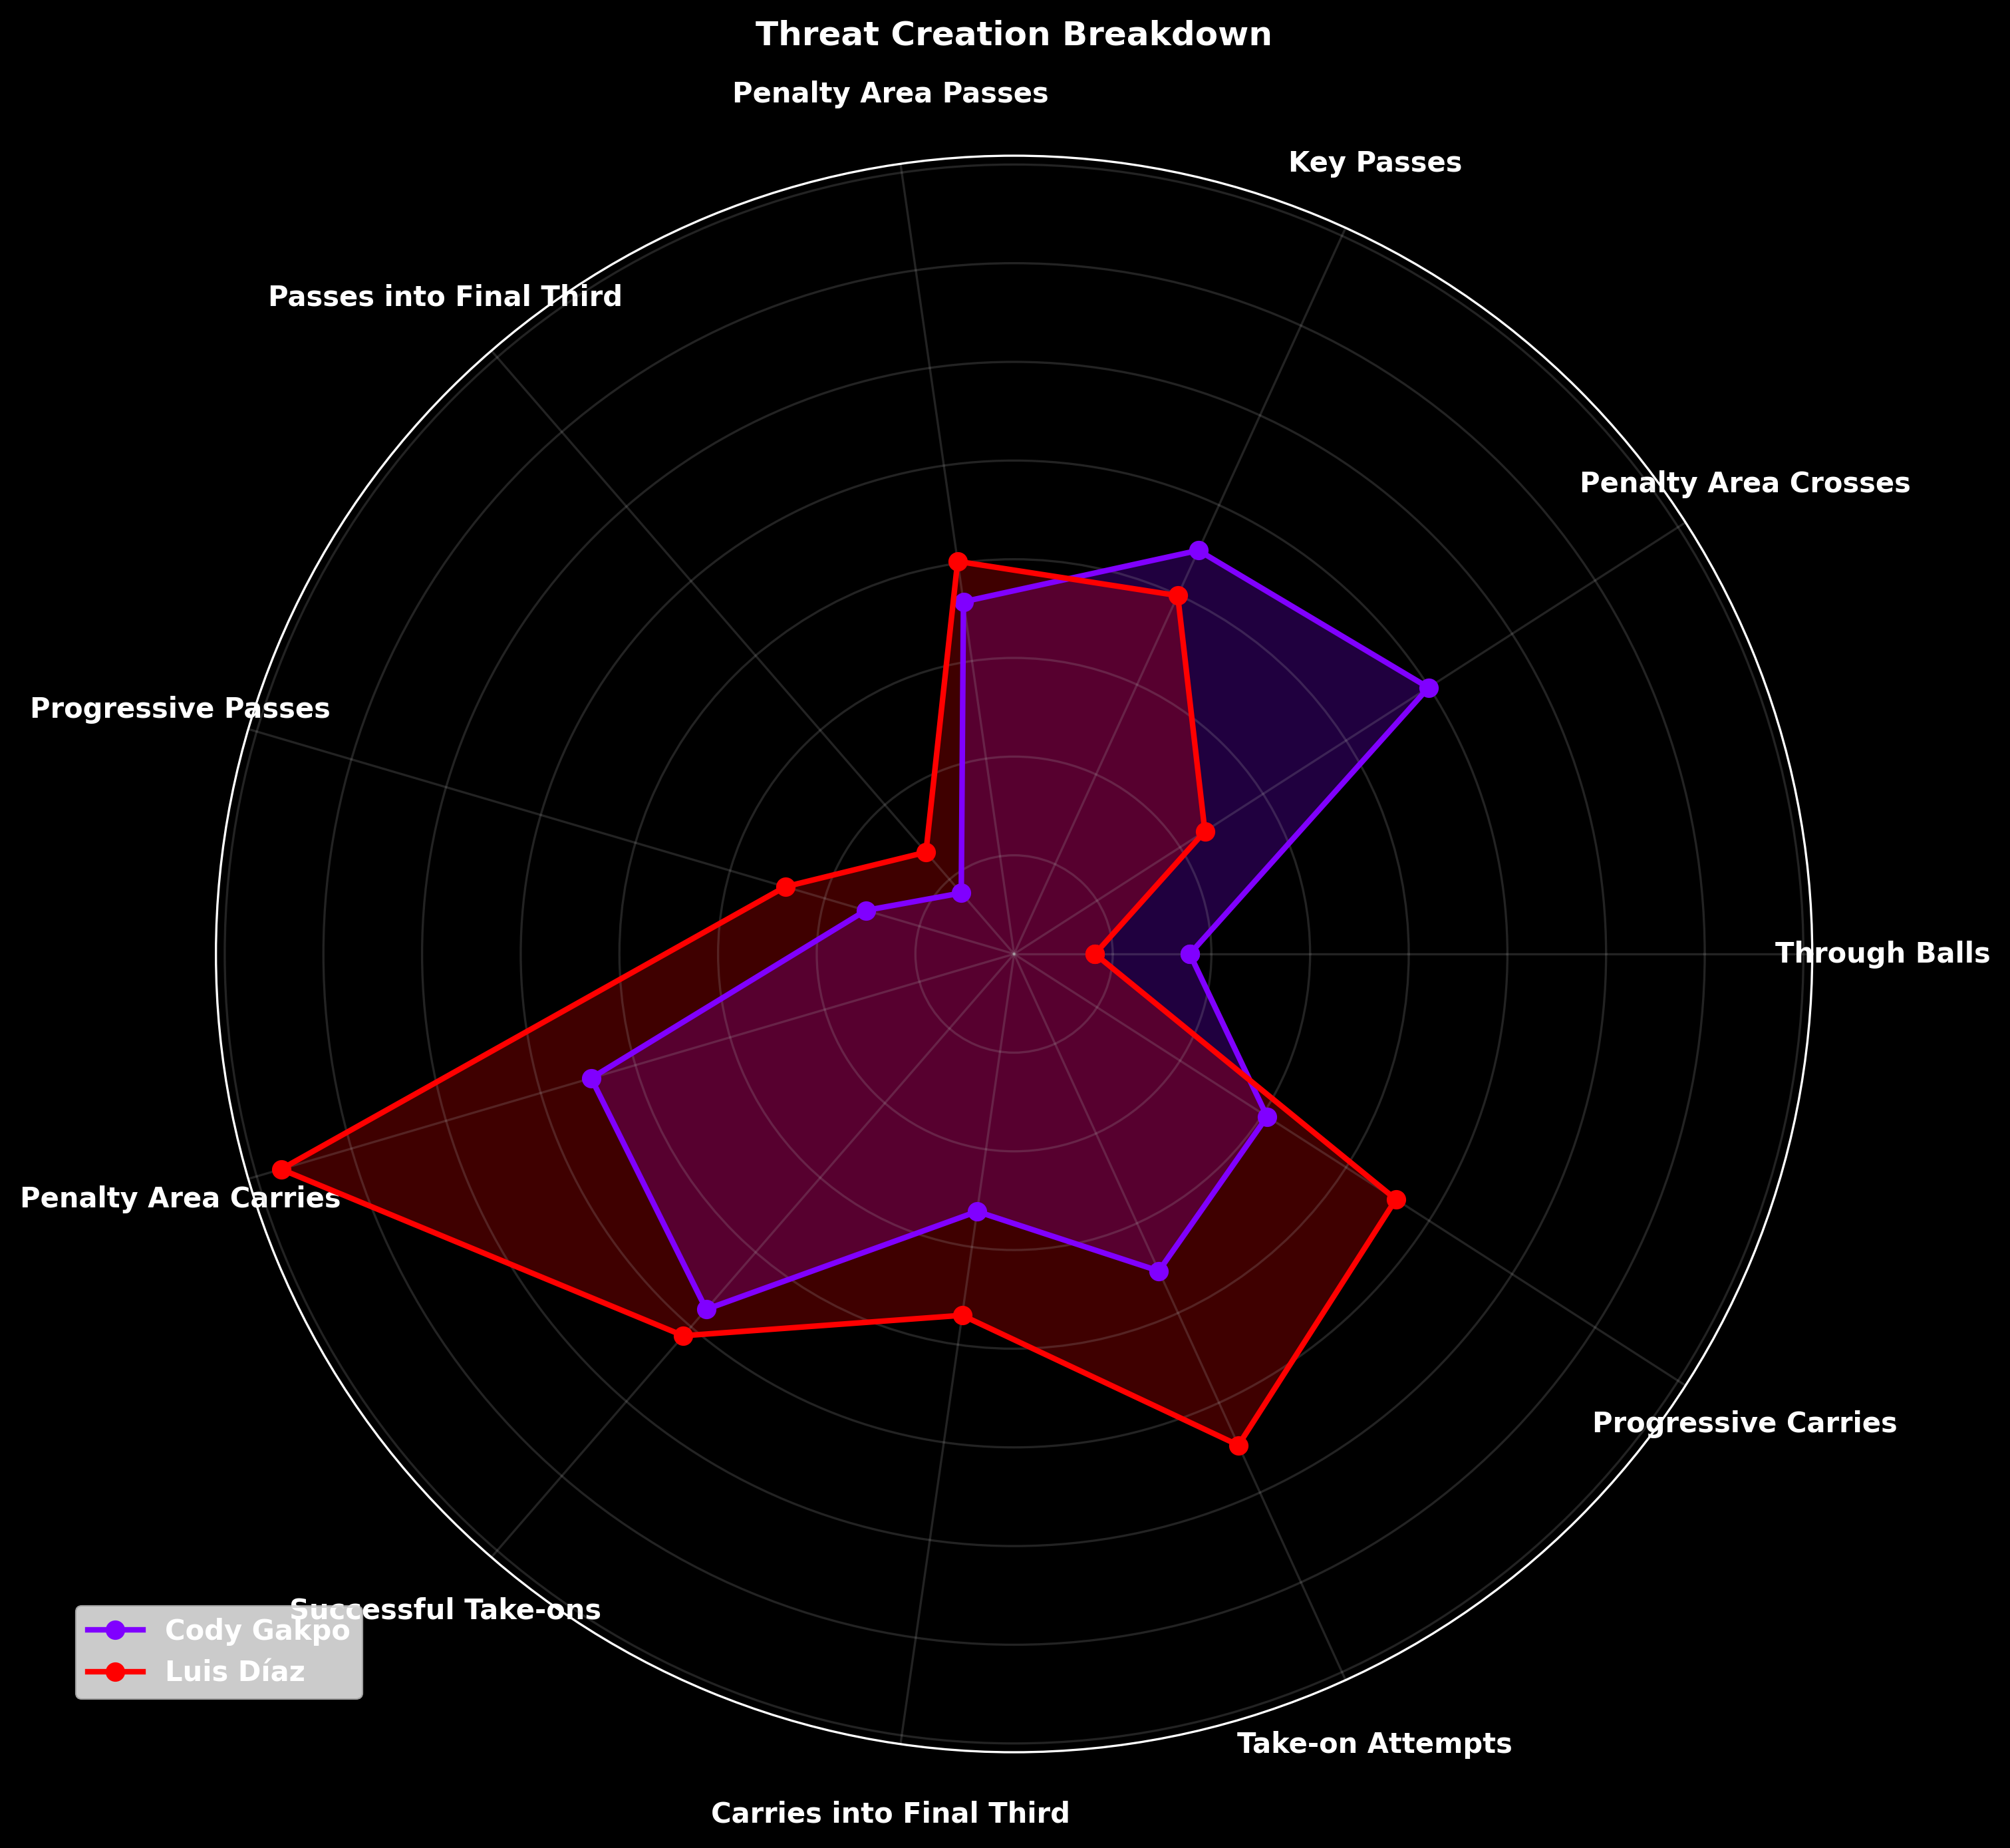 Threat Creation Breakdown
Penalty Area Passes
Key Passes
Passes into Final Third
Penalty Area Crosses
Progressive Passes
Through Balls
Penalty Area Carries
Progressive Carries
Successful Take-ons
Cody Gakpo
Luis Díaz
Take-on Attempts
Carries into Final Third